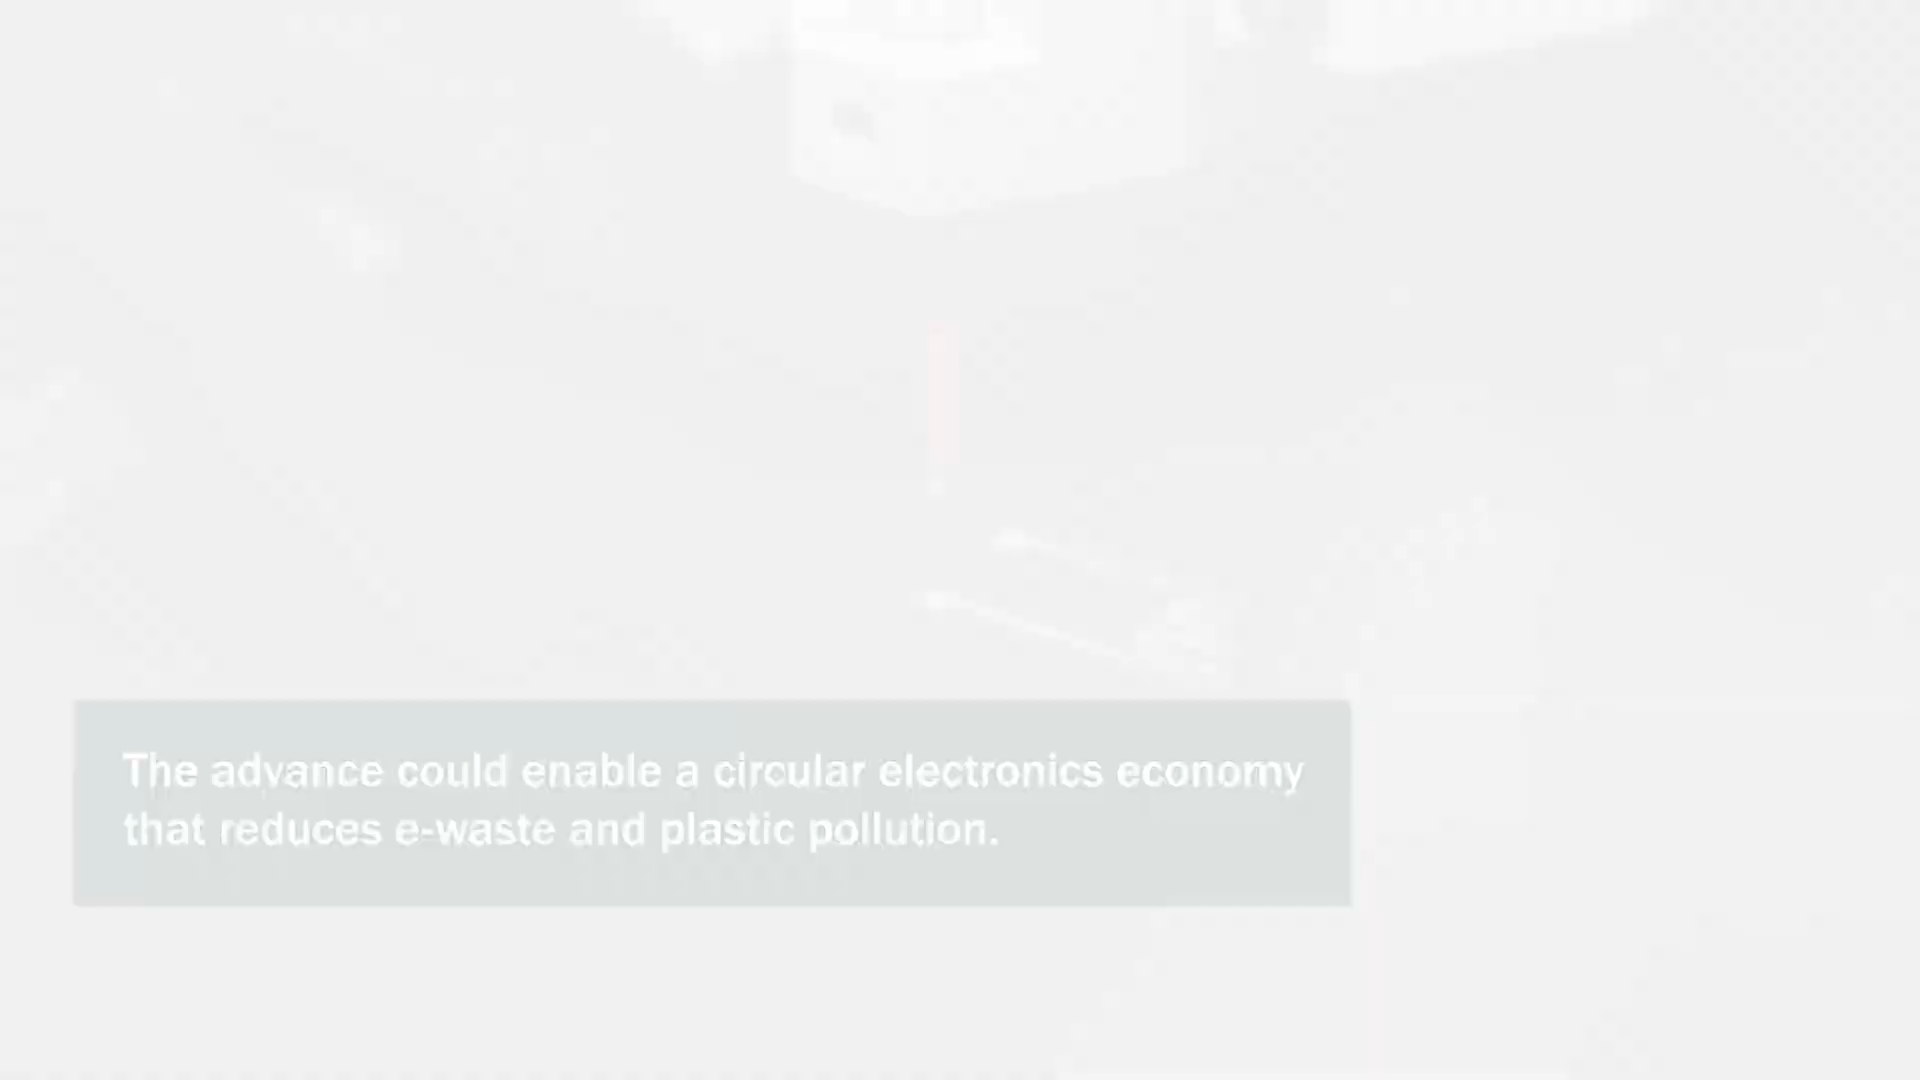 The advance could enable a circular electronics economy
that reduces e-waste and plastic pollution.